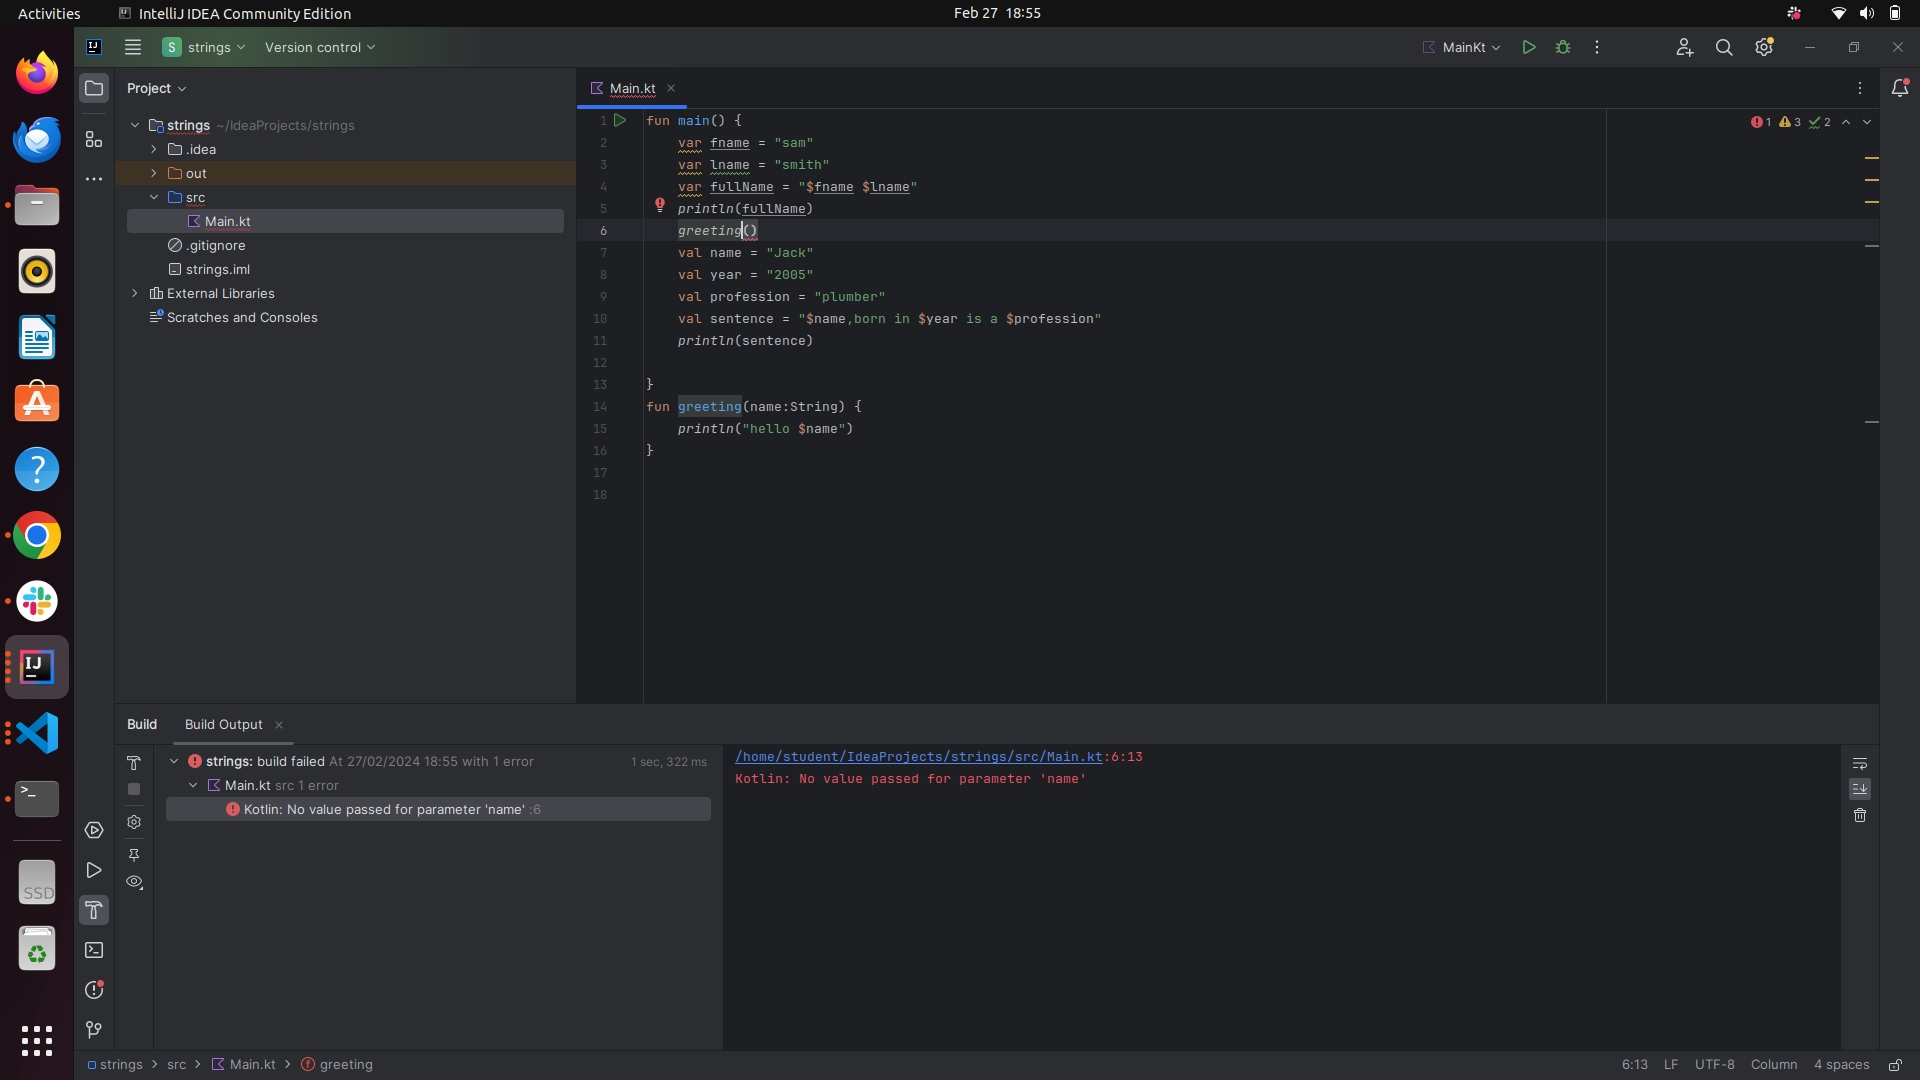 Activities IntelliJ IDEA Community Edition Feb 27 18:55
IJ S strings Version control MainKt
Project
Main.kt
strings ~/IdeaProjects/strings
.idea
out
src
Main.kt
.gitignore
strings.iml
External Libraries
Scratches and Consoles
1 fun main() { 1 3 2
2 var fname = "sam"
3 var lname = "smith"
4 var fullName = "$fname $lname"
5 println(fullName)
6 greeting()
7 val name = "Jack"
8 val year = "2005"
9 val profession = "plumber"
10 val sentence = "$name,born in $year is a $profession"
11 println(sentence)
12
13 }
14 fun greeting(name:String) {
15 println("hello $name")
16 }
17
18
Build Build Output
strings: build failed At 27/02/2024 18:55 with 1 error 1 sec, 322 ms
Main.kt src 1 error
Kotlin: No value passed for parameter 'name' :6
/home/student/IdeaProjects/strings/src/Main.kt:6:13
Kotlin: No value passed for parameter 'name'
IJ
SSD
strings src Main.kt f greeting 6:13 LF UTF-8 Column 4 spaces